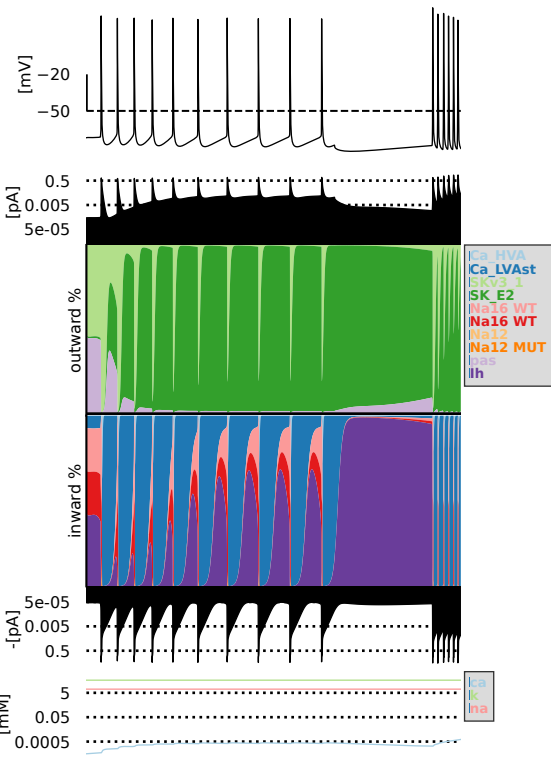 [mV]
−20
−50
[pA]
0.5
0.005
5e-05
outward %
Ca_HVA
Ca_LVAst
SKv3_1
SK_E2
Na16 WT
Na16 WT
Na12
Na12 MUT
pas
Ih
inward %
-[pA]
5e-05
0.005
0.5
[mM]
5
0.05
0.0005
ca
k
na